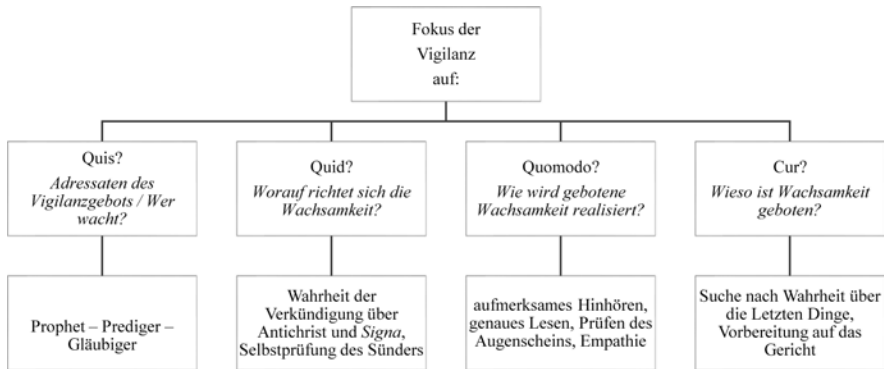 Fokus der
Vigilanz
auf:
Quis?
Adressaten des
Vigilanzgebots / Wer
wacht?
Quid?
Worauf richtet sich die
Wachsamkeit?
Quomodo?
Wie wird gebotene
Wachsamkeit realisiert?
Cur?
Wieso ist Wachsamkeit
geboten?
Prophet – Prediger –
Gläubiger
Wahrheit der
Verkündigung über
Antichrist und Signa,
Selbstprüfung des Sünders
aufmerksames Hinhören,
genaues Lesen, Prüfen des
Augenscheins, Empathie
Suche nach Wahrheit über
die Letzten Dinge,
Vorbereitung auf das
Gericht